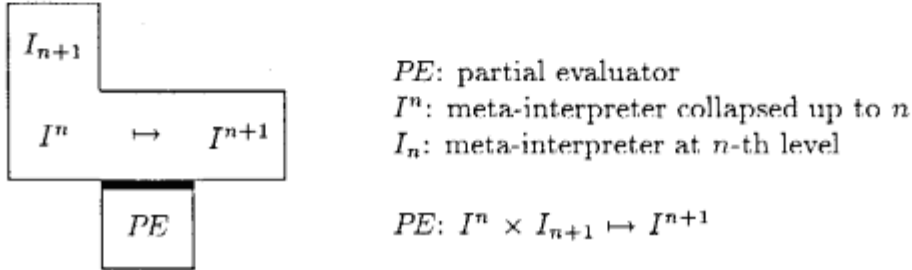 I_{n+1}
I^n ↦ I^{n+1}
PE
PE: partial evaluator
I^n: meta-interpreter collapsed up to n
I_n: meta-interpreter at n-th level
PE: I^n × I_{n+1} ↦ I^{n+1}